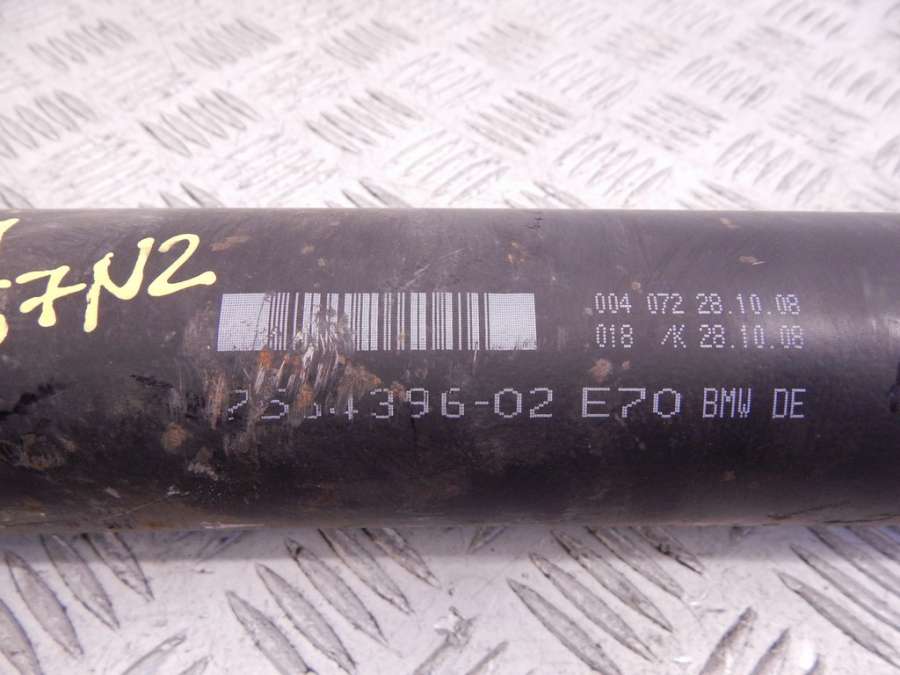 7N2
004 072 28.10.08
018 /K 28.10.08
E70 BMW DE